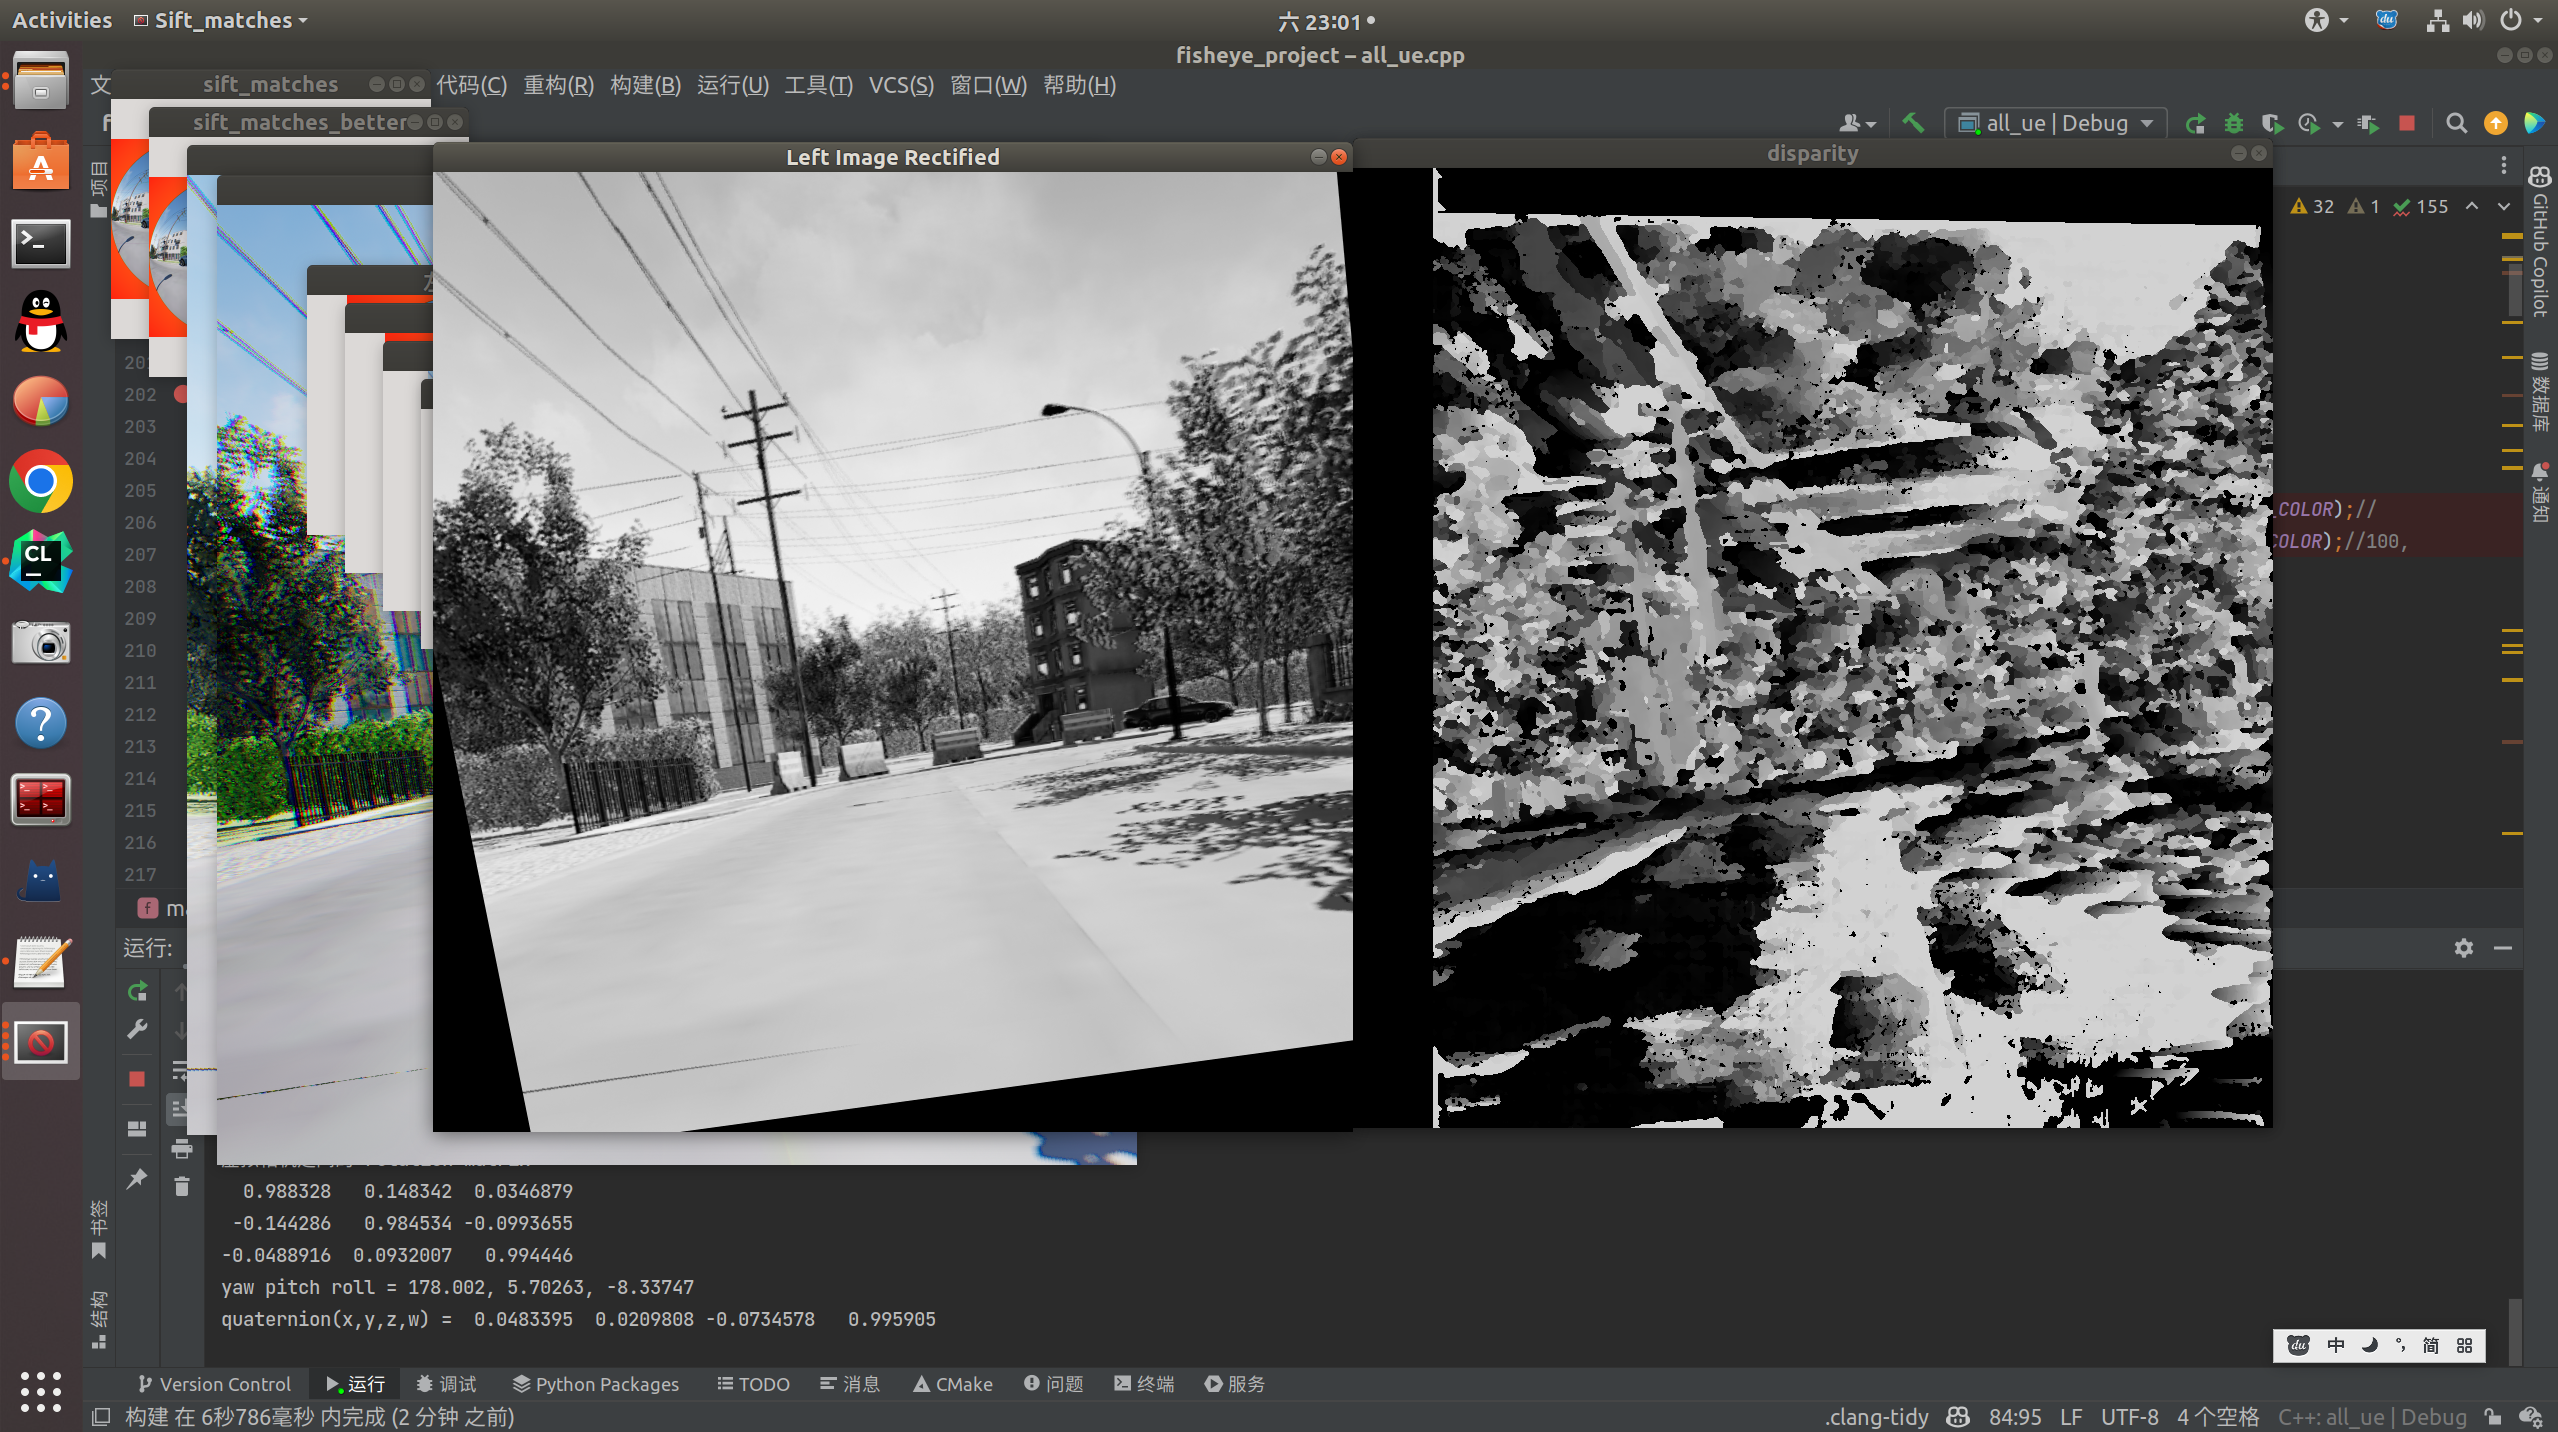 Activities
Sift_matches
六 23:01
fisheye_project – all_ue.cpp
文
sift_matches
代码(C) 重构(R) 构建(B) 运行(U) 工具(T) VCS(S) 窗口(W) 帮助(H)
sift_matches_better
all_ue | Debug
Left Image Rectified
disparity
项目
32 1 155
GitHub Copilot
数据库
通知
202
203
204
205
206
207
208
209
210
211
212
213
214
215
216
217
_COLOR);//
COLOR);//100,
CL
运行:
0.988328 0.148342 0.0346879
-0.144286 0.984534 -0.0993655
-0.0488916 0.0932007 0.994446
yaw pitch roll = 178.002, 5.70263, -8.33747
quaternion(x,y,z,w) = 0.0483395 0.0209808 -0.0734578 0.995905
书签
结构
du 中 简
Version Control 运行 调试 Python Packages TODO 消息 CMake 问题 终端 服务
构建 在 6秒786毫秒 内完成 (2 分钟 之前)
.clang-tidy 84:95 LF UTF-8 4 个空格 C++: all_ue | Debug